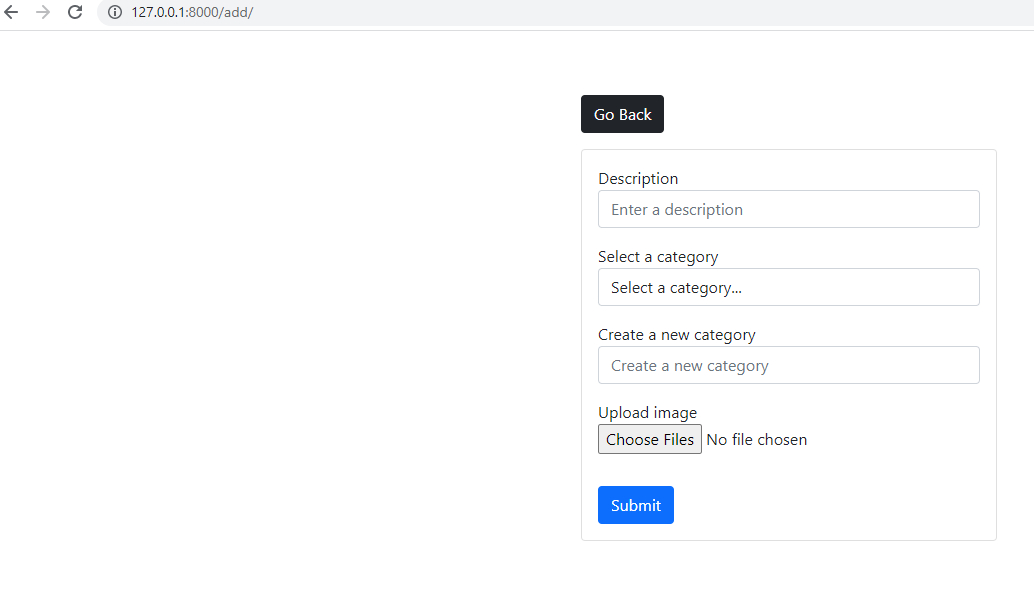 127.0.0.1:8000/add/
Go Back
Description
Enter a description
Select a category
Select a category...
Create a new category
Create a new category
Upload image
Choose Files No file chosen
Submit